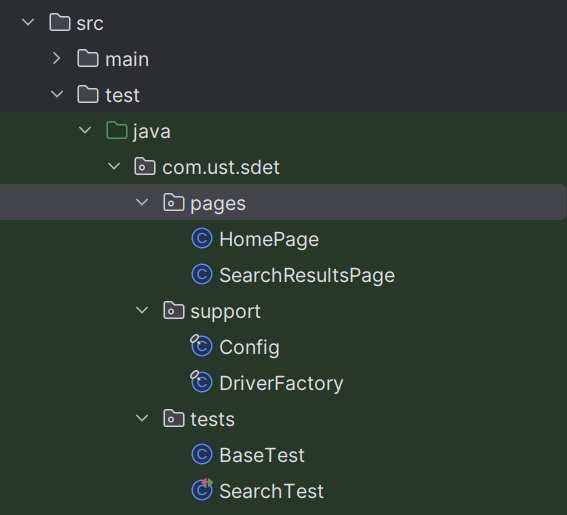 src
main
test
java
com.ust.sdet
pages
HomePage
SearchResultsPage
support
Config
DriverFactory
tests
BaseTest
SearchTest